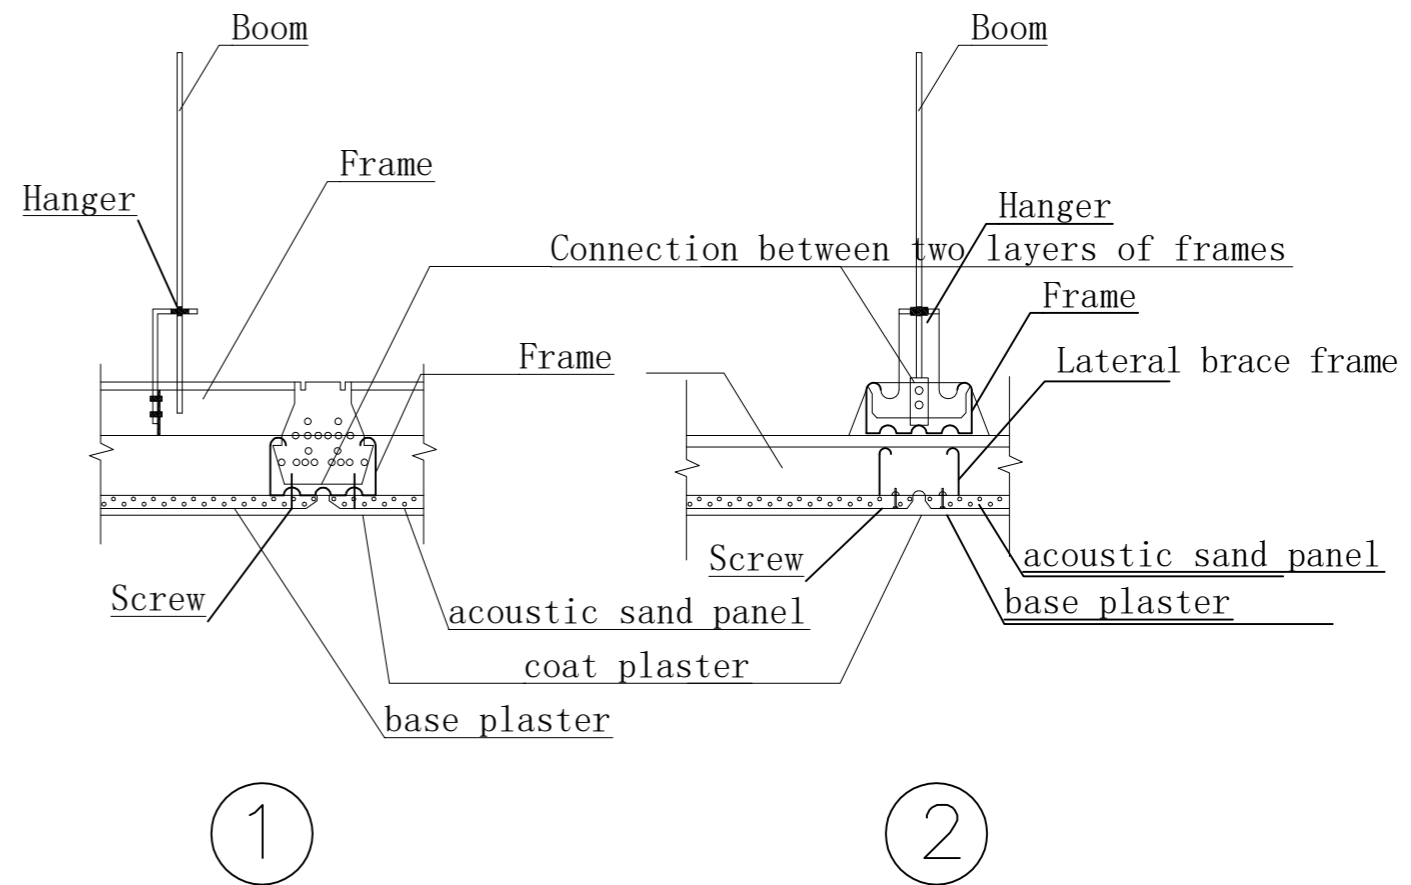 Boom
Boom
Frame
Hanger
Hanger
Connection between two layers of frames
Frame
Frame
Lateral brace frame
Screw
acoustic sand panel
Screw
base plaster
acoustic sand panel
coat plaster
base plaster
1
2